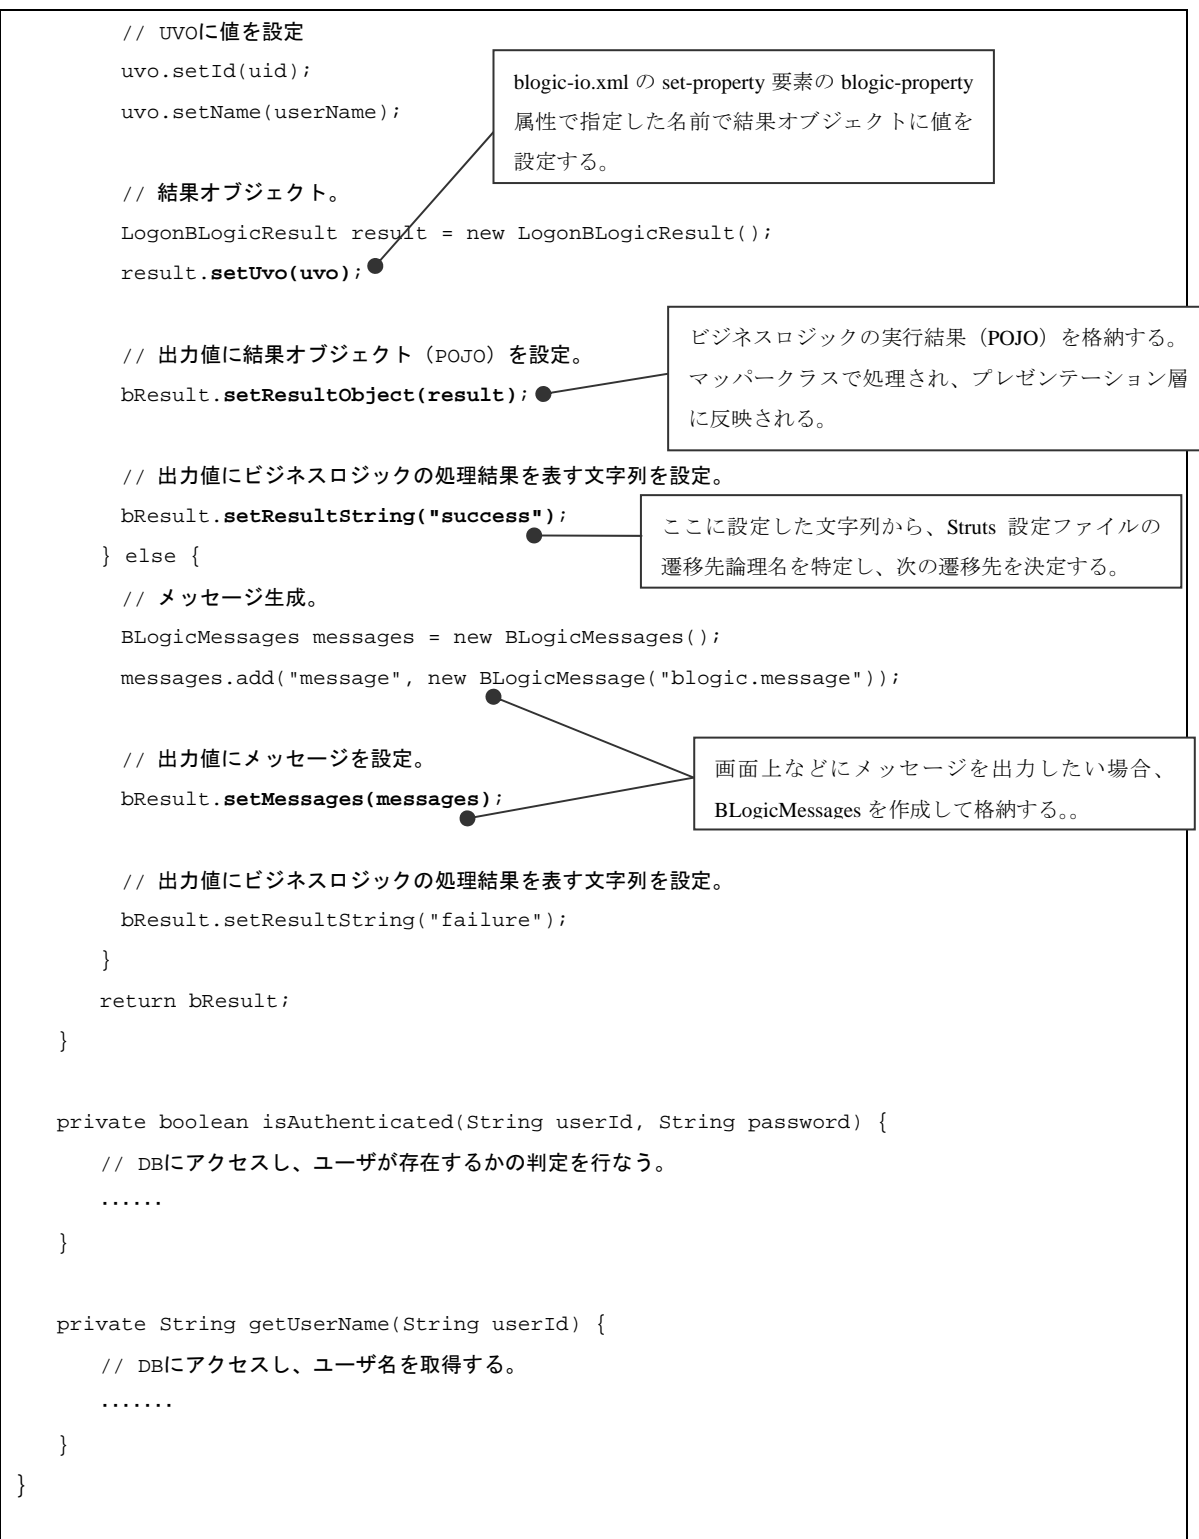 // UVOに値を設定
uvo.setId(uid);
uvo.setName(userName);
blogic-io.xml の set-property 要素の blogic-property
属性で指定した名前で結果オブジェクトに値を
設定する。
// 結果オブジェクト。
LogonBLogicResult result = new LogonBLogicResult();
result.setUvo(uvo);
// 出力値に結果オブジェクト（POJO）を設定。
bResult.setResultObject(result);
ビジネスロジックの実行結果（POJO）を格納する。
マッパークラスで処理され、プレゼンテーション層
に反映される。
// 出力値にビジネスロジックの処理結果を表す文字列を設定。
bResult.setResultString("success");
ここに設定した文字列から、Struts 設定ファイルの
遷移先論理名を特定し、次の遷移先を決定する。
} else {
// メッセージ生成。
BLogicMessages messages = new BLogicMessages();
messages.add("message", new BLogicMessage("blogic.message"));
// 出力値にメッセージを設定。
bResult.setMessages(messages);
画面上などにメッセージを出力したい場合、
BLogicMessages を作成して格納する。。
// 出力値にビジネスロジックの処理結果を表す文字列を設定。
bResult.setResultString("failure");
}
return bResult;
}
private boolean isAuthenticated(String userId, String password) {
// DBにアクセスし、ユーザが存在するかの判定を行なう。
······
}
private String getUserName(String userId) {
// DBにアクセスし、ユーザ名を取得する。
·······
}
}